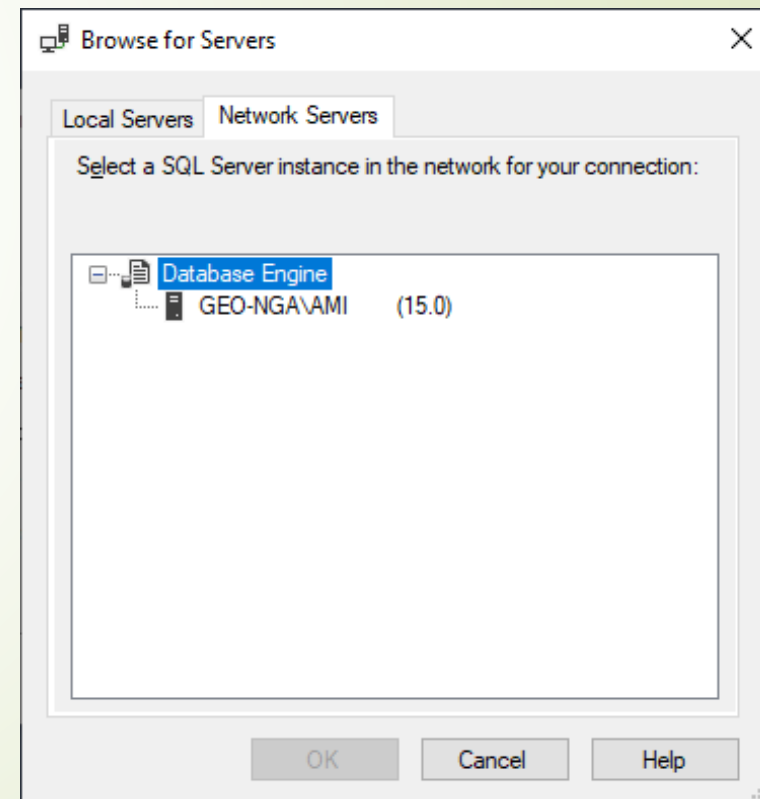 Browse for Servers
Local Servers Network Servers
Select a SQL Server instance in the network for your connection:
Database Engine
GEO-NGA\AMI (15.0)
OK Cancel Help